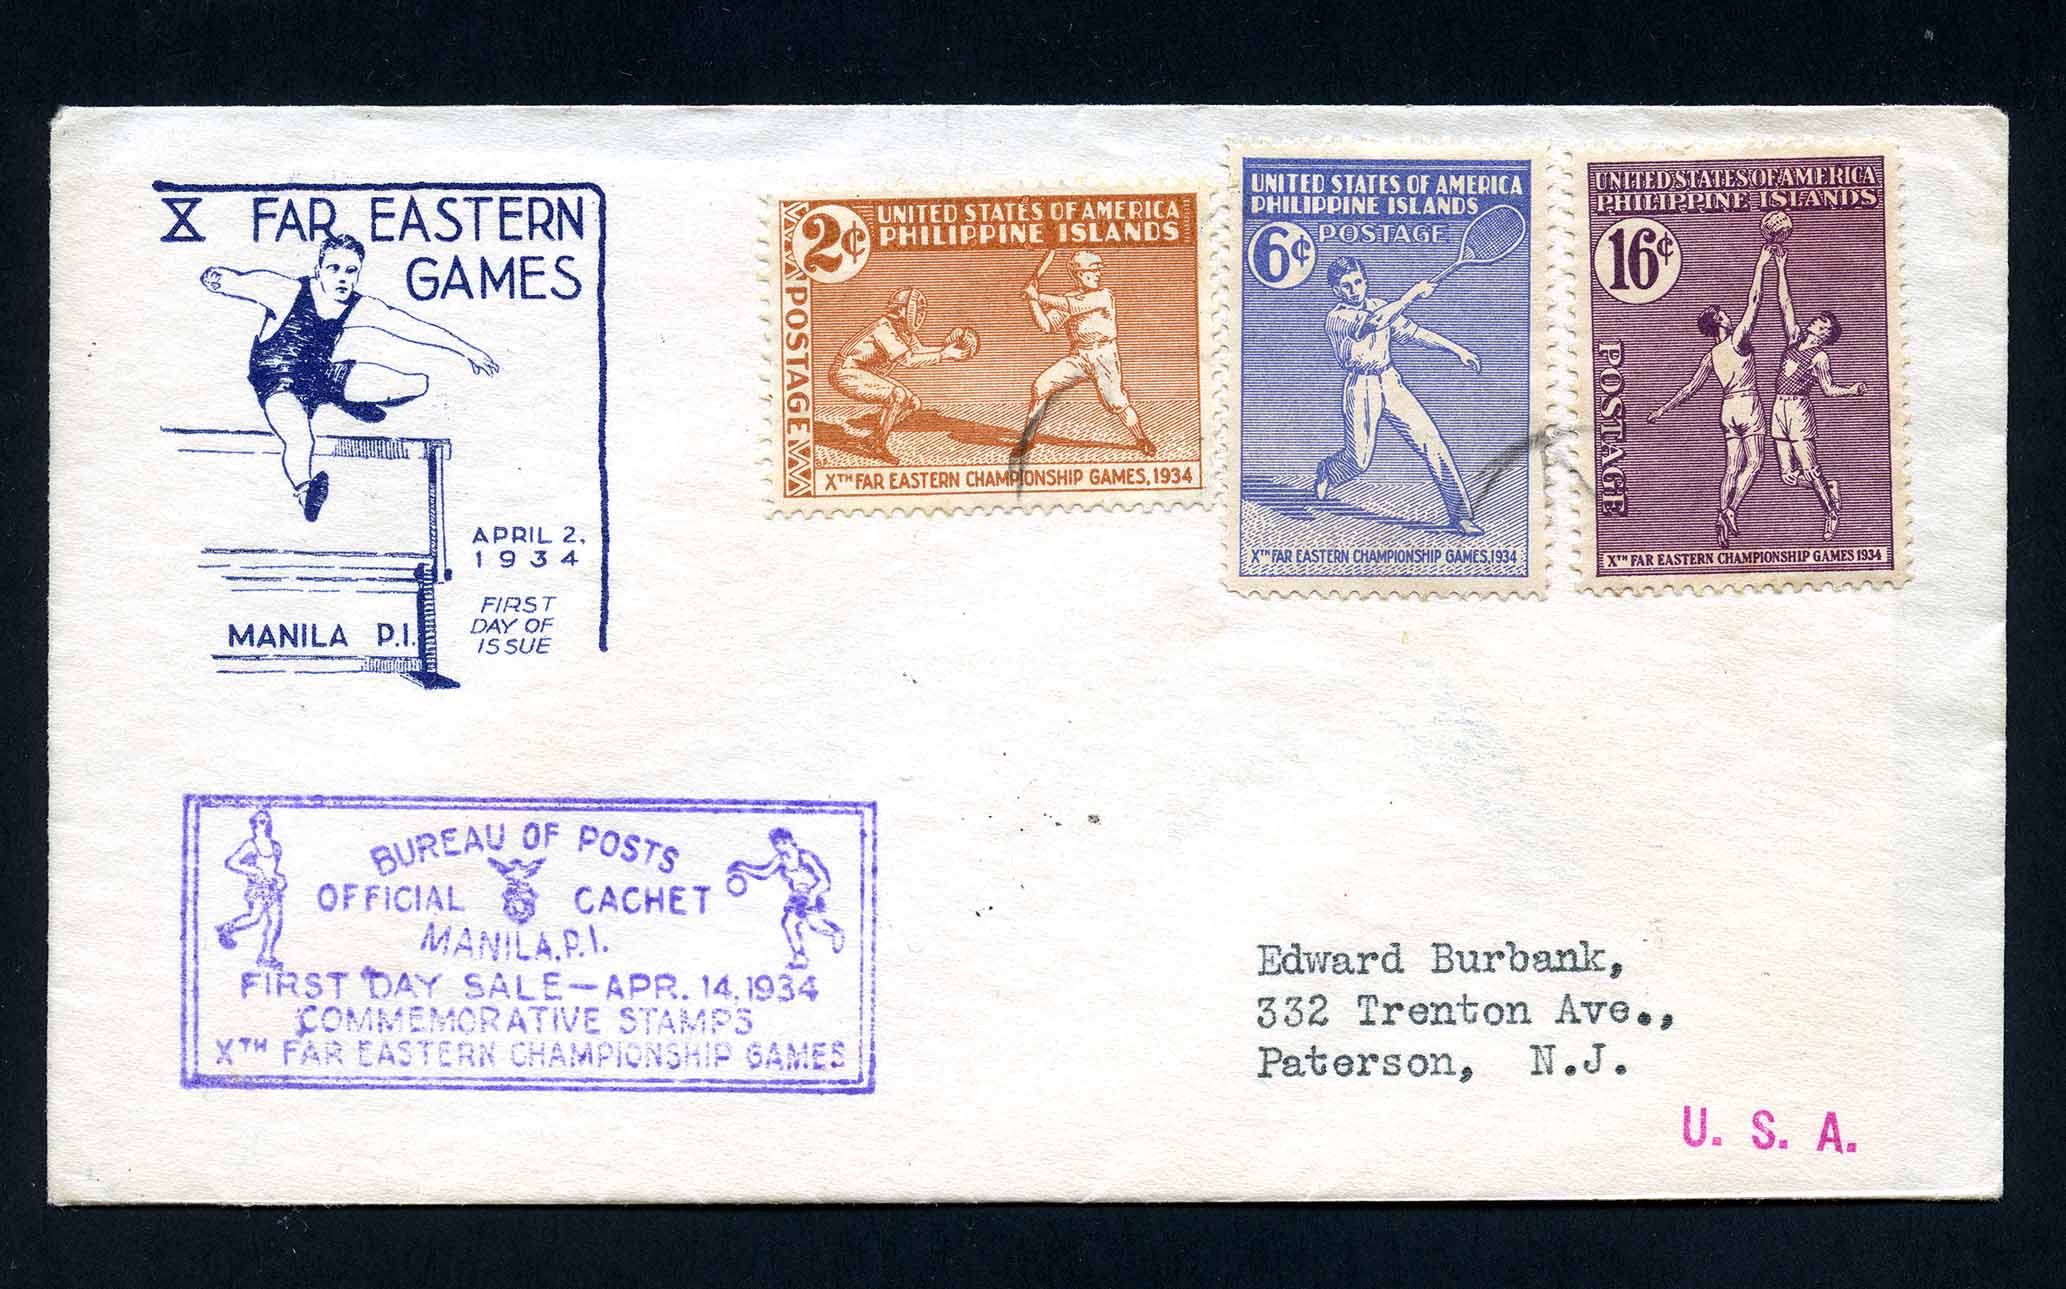 X FAR EASTERN
GAMES
APRIL 2,
1934
FIRST
DAY OF
ISSUE
MANILA P.I.
2¢
UNITED STATES OF AMERICA
PHILIPPINE ISLANDS
POSTAGE
XTH FAR EASTERN CHAMPIONSHIP GAMES, 1934
UNITED STATES OF AMERICA
PHILIPPINE ISLANDS
6¢ POSTAGE
XTH FAR EASTERN CHAMPIONSHIP GAMES, 1934
UNITED STATES OF AMERICA
PHILIPPINE ISLANDS
16¢
POSTAGE
XTH FAR EASTERN CHAMPIONSHIP GAMES 1934
BUREAU OF POSTS
OFFICIAL CACHET
MANILA, P.I.
FIRST DAY SALE—APR. 14, 1934
COMMEMORATIVE STAMPS
XTH FAR EASTERN CHAMPIONSHIP GAMES
Edward Burbank,
332 Trenton Ave.,
Paterson, N.J.
U. S. A.